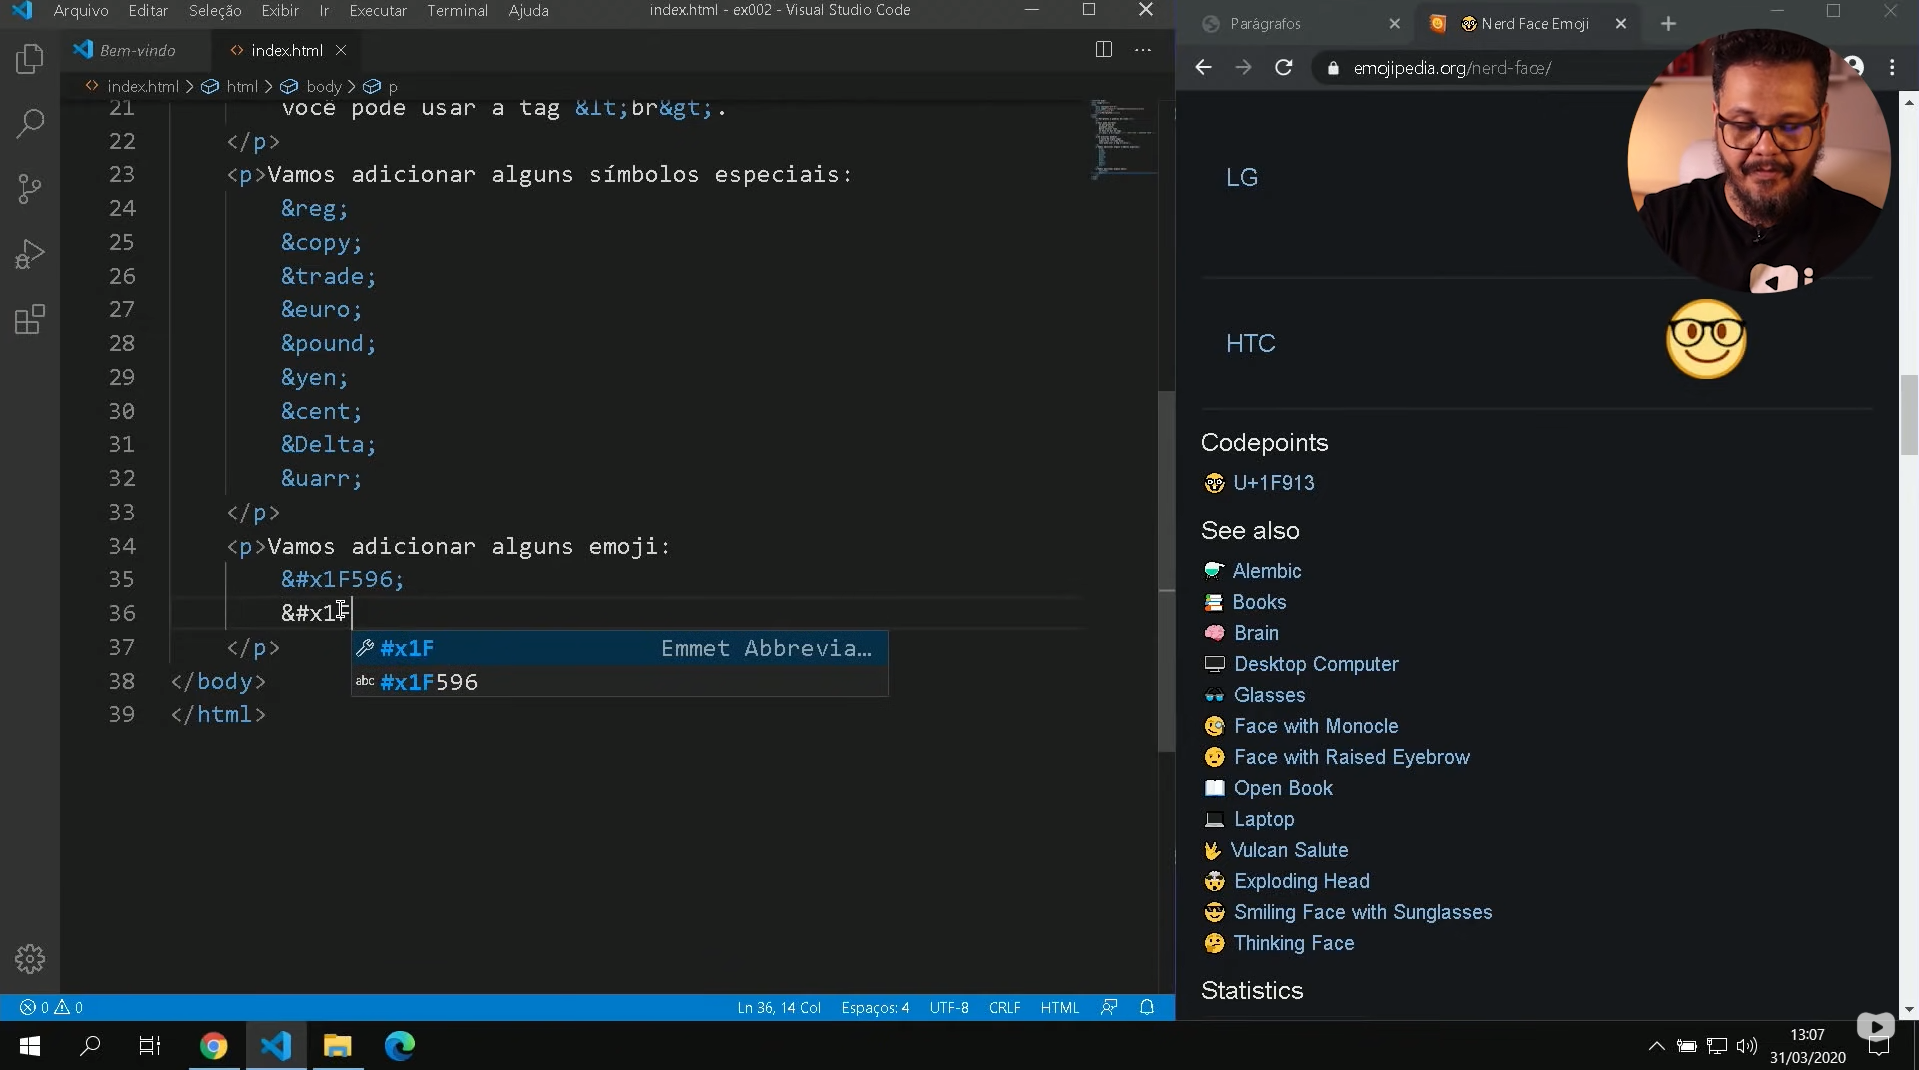 Arquivo Editar Seleção Exibir Ir Executar Terminal Ajuda
index.html - ex002 - Visual Studio Code
Bem-vindo
index.html
index.html > html > body > p
21 você pode usar a tag &lt;br&gt;.
22 </p>
23 <p>Vamos adicionar alguns símbolos especiais:
24 &reg;
25 &copy;
26 &trade;
27 &euro;
28 &pound;
29 &yen;
30 &cent;
31 &Delta;
32 &uarr;
33 </p>
34 <p>Vamos adicionar alguns emoji:
35 &#x1F596;
36 &#x1F
#x1F Emmet Abbrevia...
abc #x1F596
37 </p>
38 </body>
39 </html>
0 0
Ln 36, 14 Col Espaços: 4 UTF-8 CRLF HTML
Parágrafos
🤓 Nerd Face Emoji
emojipedia.org/nerd-face/
LG
HTC
Codepoints
🤓 U+1F913
See also
Alembic
Books
Brain
Desktop Computer
Glasses
Face with Monocle
Face with Raised Eyebrow
Open Book
Laptop
Vulcan Salute
Exploding Head
Smiling Face with Sunglasses
Thinking Face
Statistics
13:07
31/03/2020